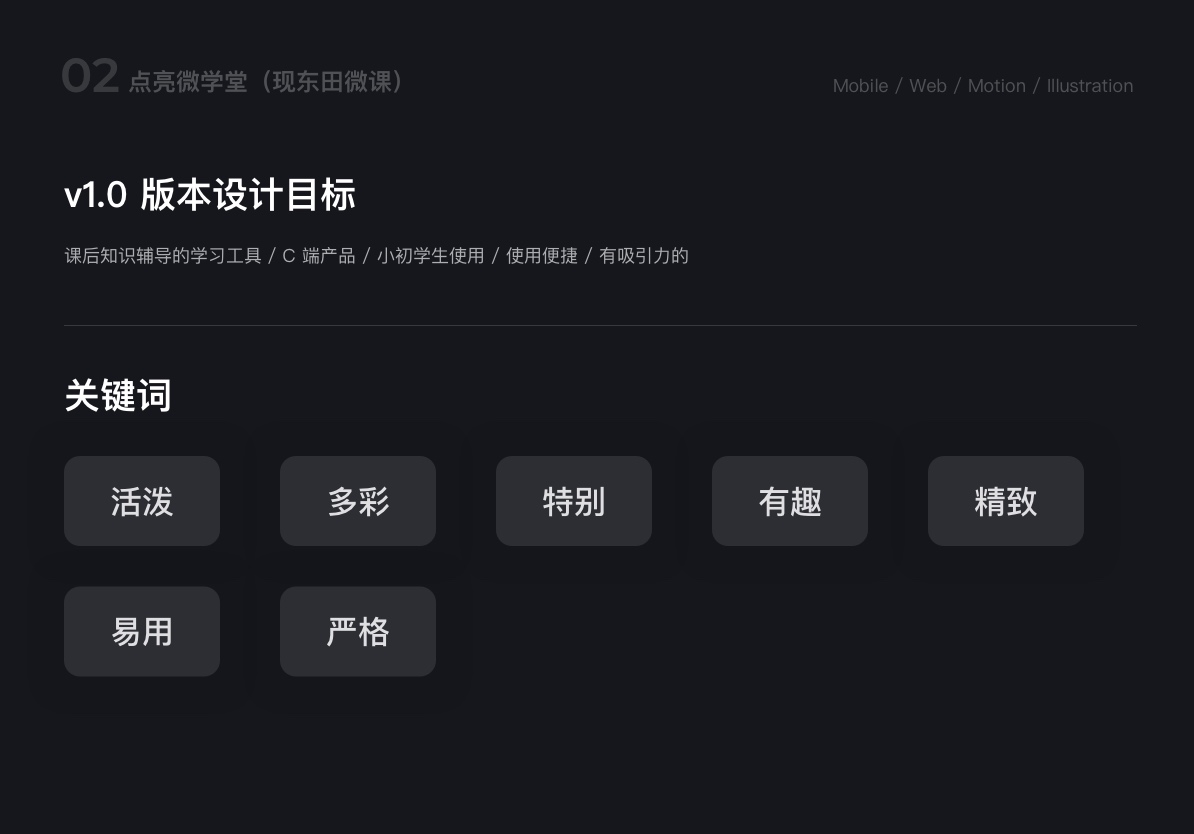 02 点亮微学堂（现东田微课）
Mobile / Web / Motion / Illustration
v1.0 版本设计目标
课后知识辅导的学习工具 / C 端产品 / 小初学生使用 / 使用便捷 / 有吸引力的
关键词
活泼 多彩 特别 有趣 精致
易用 严格